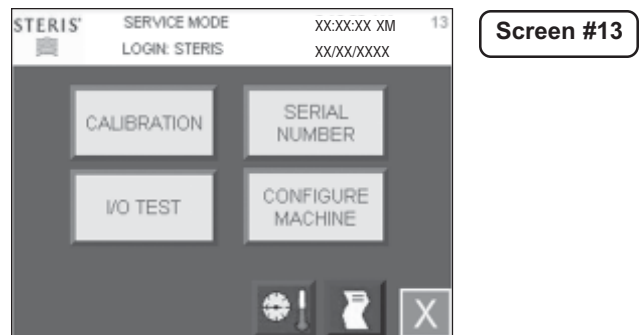 STERIS®
SERVICE MODE
LOGIN: STERIS
XX:XX:XX XM
XX/XX/XXXX
13
Screen #13
CALIBRATION
SERIAL
NUMBER
I/O TEST
CONFIGURE
MACHINE
X